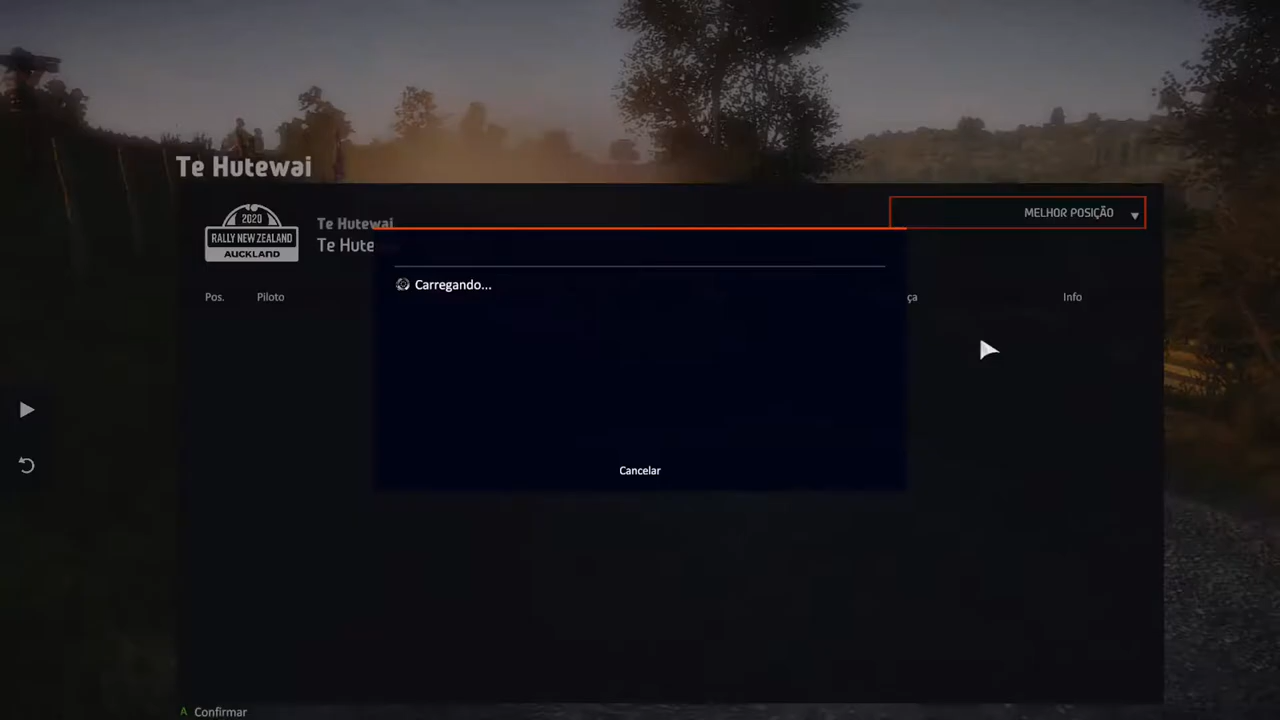 Te Hutewai
2020
RALLY NEW ZEALAND
AUCKLAND
Te Hutewai
Te Hute
MELHOR POSIÇÃO
Carregando...
Pos.
Piloto
ça
Info
Cancelar
A Confirmar